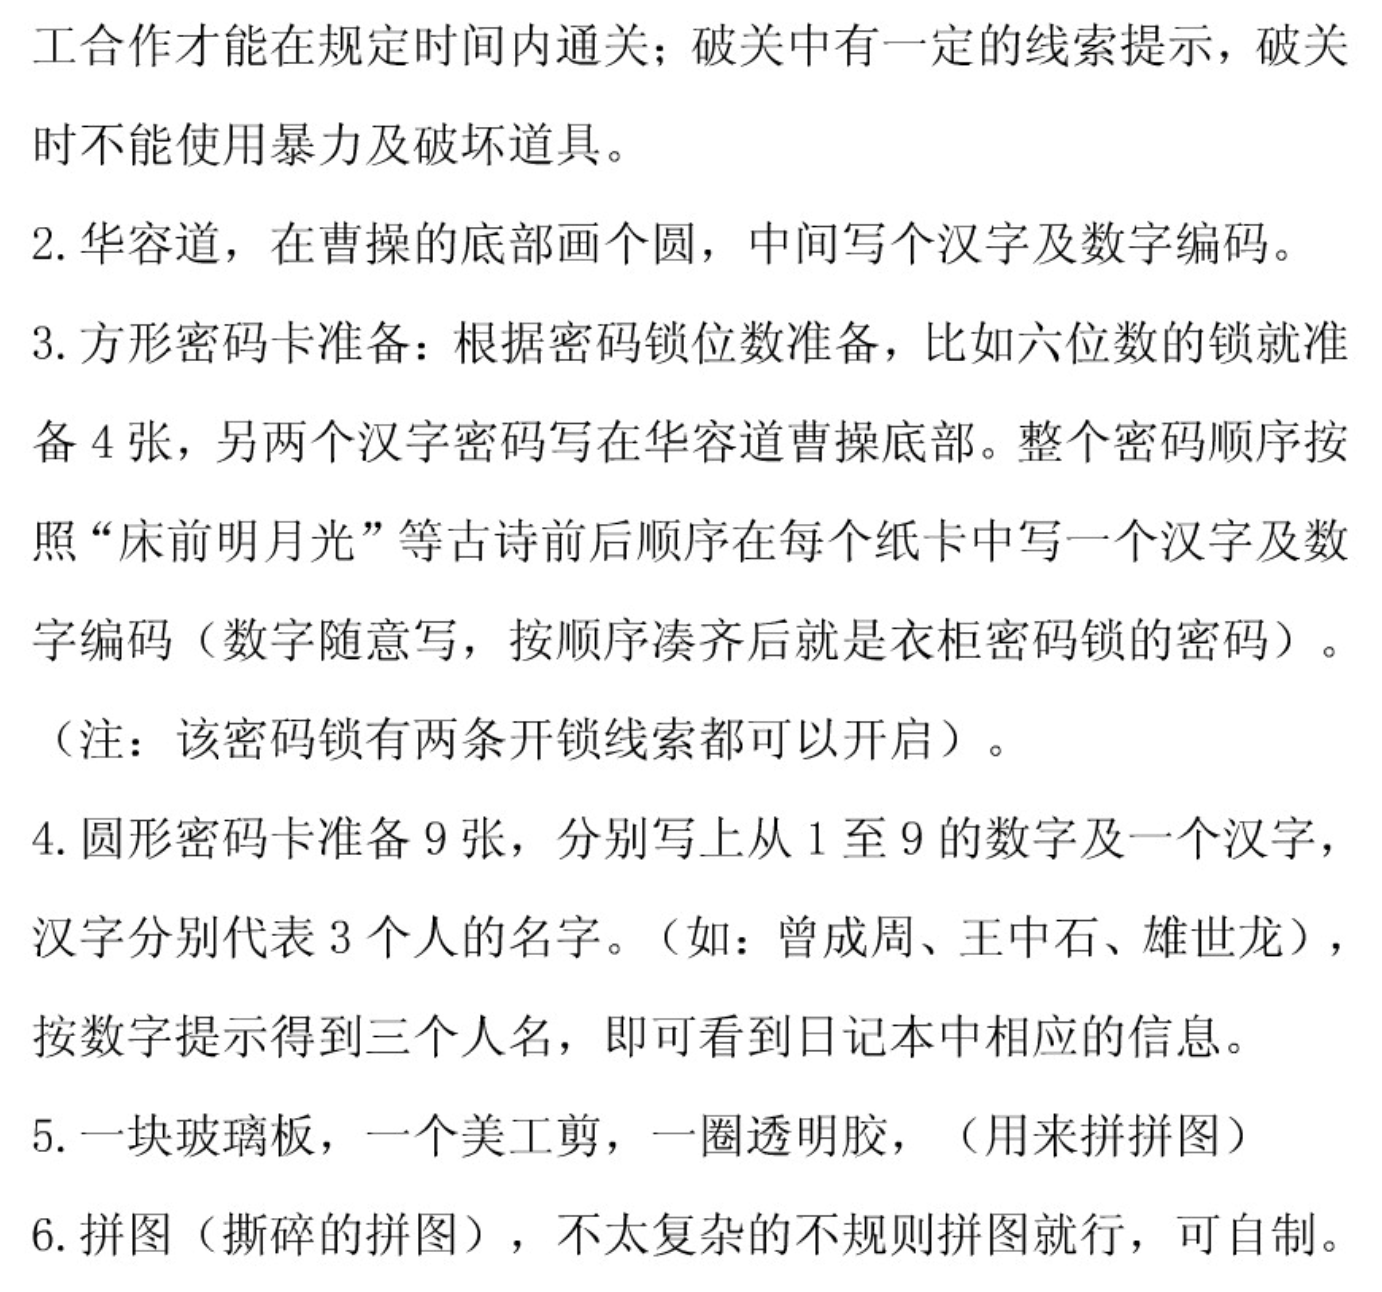 工合作才能在规定时间内通关；破关中有一定的线索提示，破关
时不能使用暴力及破坏道具。
2. 华容道，在曹操的底部画个圆，中间写个汉字及数字编码。
3. 方形密码卡准备：根据密码锁位数准备，比如六位数的锁就准
备 4 张，另两个汉字密码写在华容道曹操底部。整个密码顺序按
照“床前明月光”等古诗前后顺序在每个纸卡中写一个汉字及数
字编码（数字随意写，按顺序凑齐后就是衣柜密码锁的密码）。
（注：该密码锁有两条开锁线索都可以开启）。
4. 圆形密码卡准备 9 张，分别写上从 1 至 9 的数字及一个汉字，
汉字分别代表 3 个人的名字。（如：曾成周、王中石、雄世龙），
按数字提示得到三个人名，即可看到日记本中相应的信息。
5. 一块玻璃板，一个美工剪，一圈透明胶，（用来拼拼图）
6. 拼图（撕碎的拼图），不太复杂的不规则拼图就行，可自制。